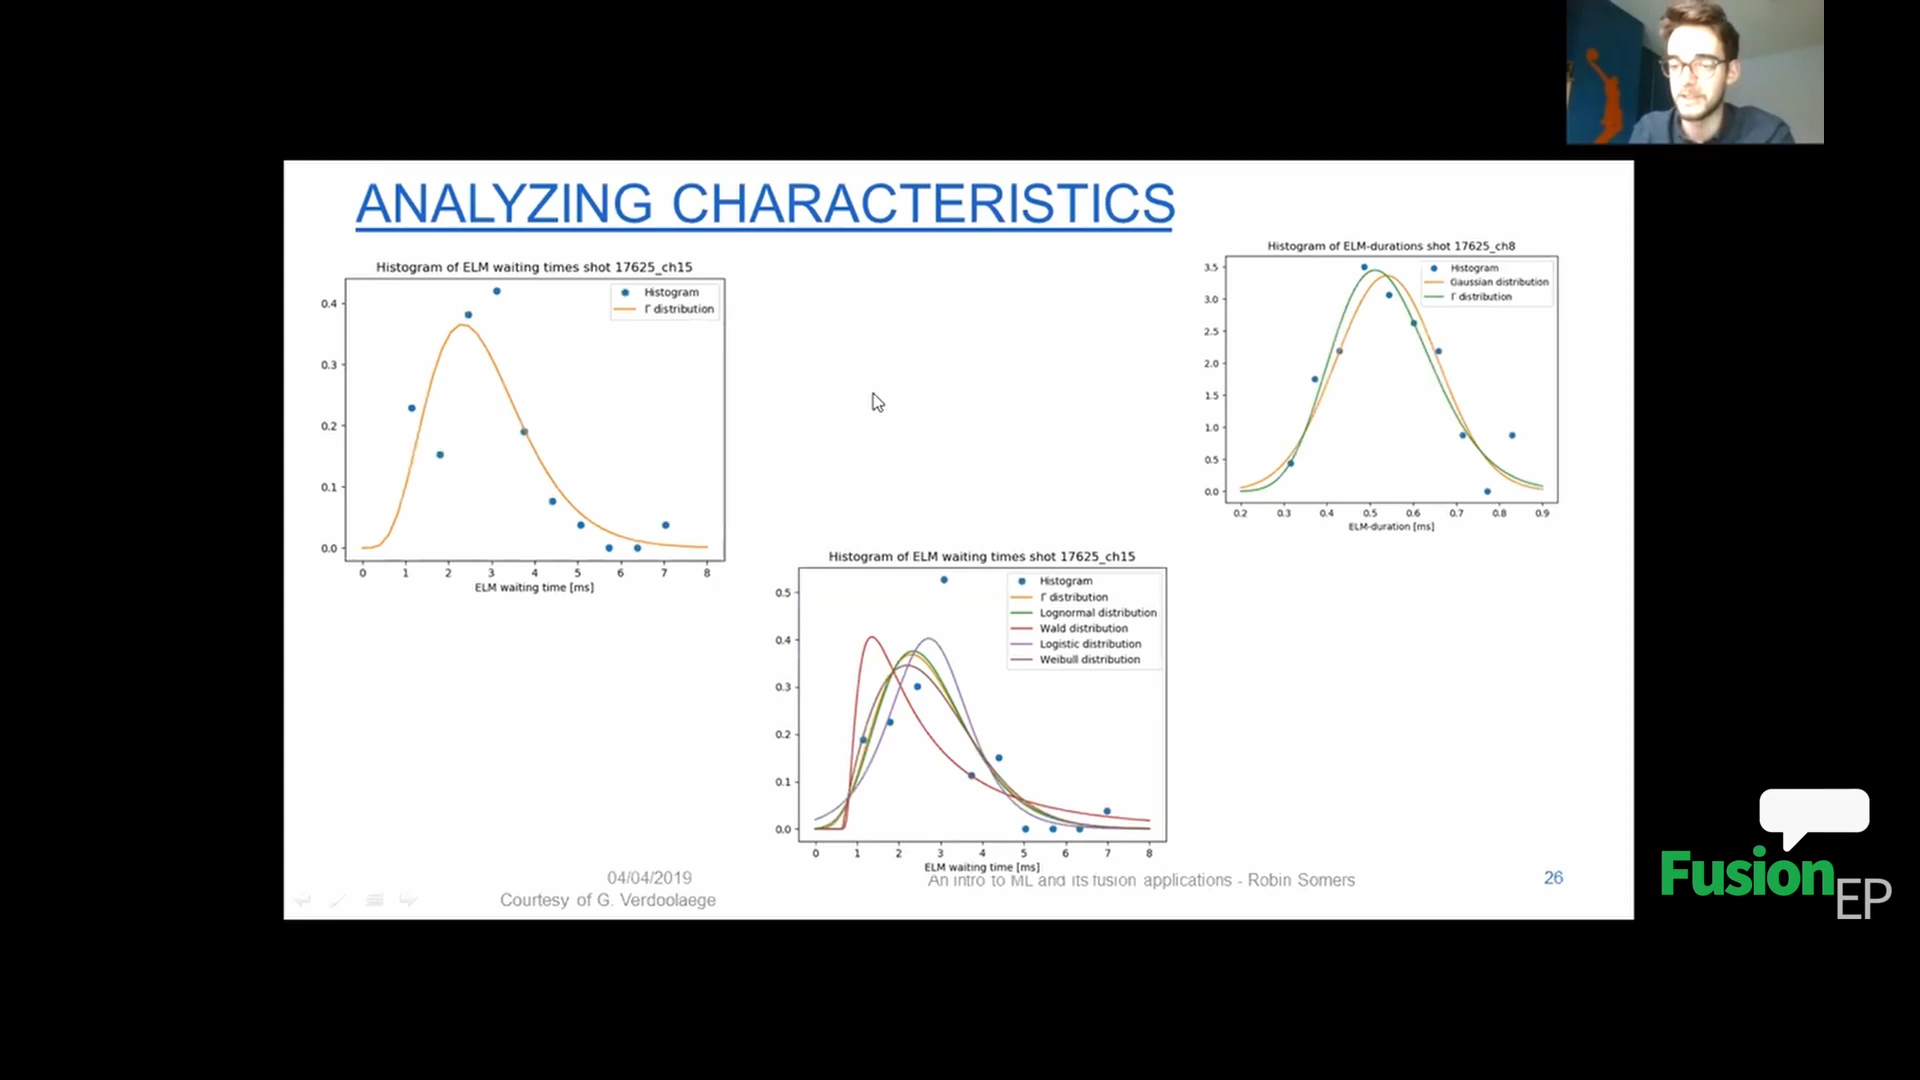 ANALYZING CHARACTERISTICS
Histogram of ELM waiting times shot 17625_ch15
Histogram
Γ distribution
0.4
0.3
0.2
0.1
0.0
0 1 2 3 4 5 6 7 8
ELM waiting time [ms]
Histogram of ELM-durations shot 17625_ch8
Histogram
Gaussian distribution
Γ distribution
3.5
3.0
2.5
2.0
1.5
1.0
0.5
0.0
0.2 0.3 0.4 0.5 0.6 0.7 0.8 0.9
ELM-duration [ms]
Histogram of ELM waiting times shot 17625_ch15
Histogram
Γ distribution
Lognormal distribution
Wald distribution
Logistic distribution
Weibull distribution
0.5
0.4
0.3
0.2
0.1
0.0
0 1 2 3 4 5 6 7 8
ELM waiting time [ms]
04/04/2019
An intro to ML and its fusion applications - Robin Somers
26
Courtesy of G. Verdoolaege
Fusion
EP